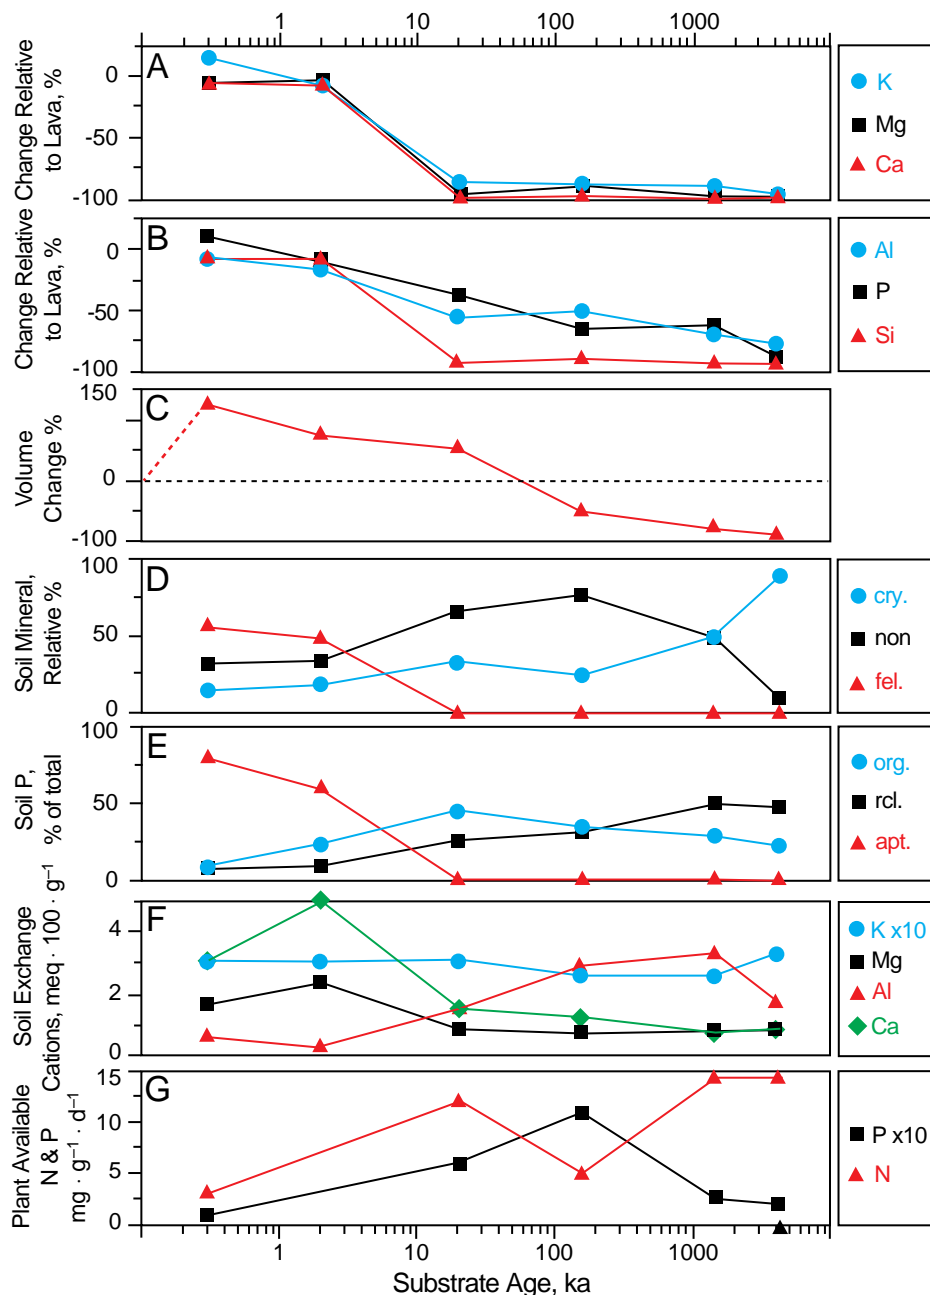 1 10 100 1000
A
Change Relative
to Lava, %
0
-50
-100
K
Mg
Ca
B
Change Relative
to Lava, %
0
-50
-100
Al
P
Si
C
Volume
Change %
150
0
-100
D
Soil Mineral,
Relative %
100
50
0
cry.
non
fel.
E
Soil P,
% of total
100
50
0
org.
rcl.
apt.
F
Soil Exchange
Cations, meq · 100 · g⁻¹
4
2
0
K x10
Mg
Al
Ca
G
Plant Available
N & P
mg · g⁻¹ · d⁻¹
15
10
5
0
P x10
N
1 10 100 1000
Substrate Age, ka